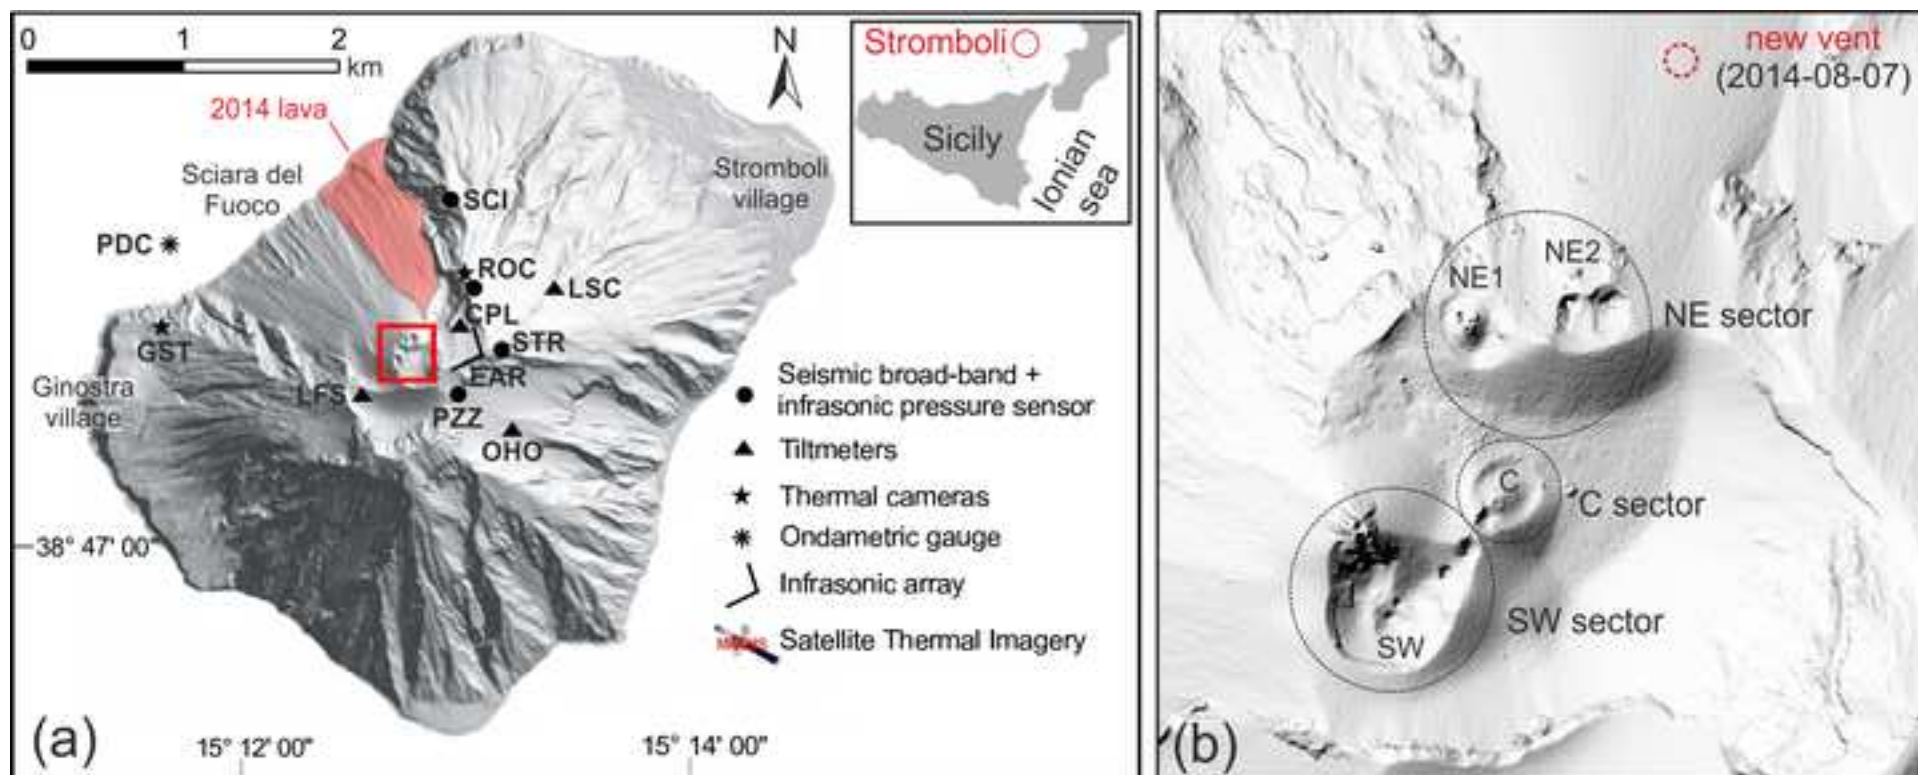 0 1 2
km
N
2014 lava
Sciara del
Fuoco
PDC
SCI
ROC
LSC
CPL
STR
EAR
GST
LFS
PZZ
OHO
Ginostra
village
Stromboli
village
Stromboli
Sicily
Ionian
sea
Seismic broad-band +
infrasonic pressure sensor
Tiltmeters
Thermal cameras
Ondametric gauge
Infrasonic array
Satellite Thermal Imagery
38° 47' 00"
15° 12' 00"
15° 14' 00"
(a)
new vent
(2014-08-07)
NE1
NE2
NE sector
C
C sector
SW
SW sector
(b)